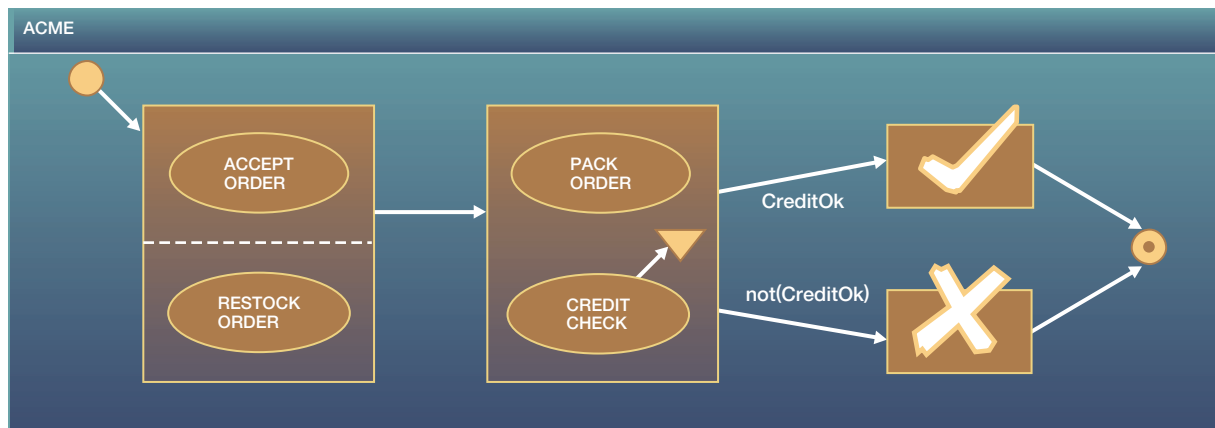 ACME
ACCEPT
ORDER
RESTOCK
ORDER
PACK
ORDER
CREDIT
CHECK
CreditOk
not(CreditOk)